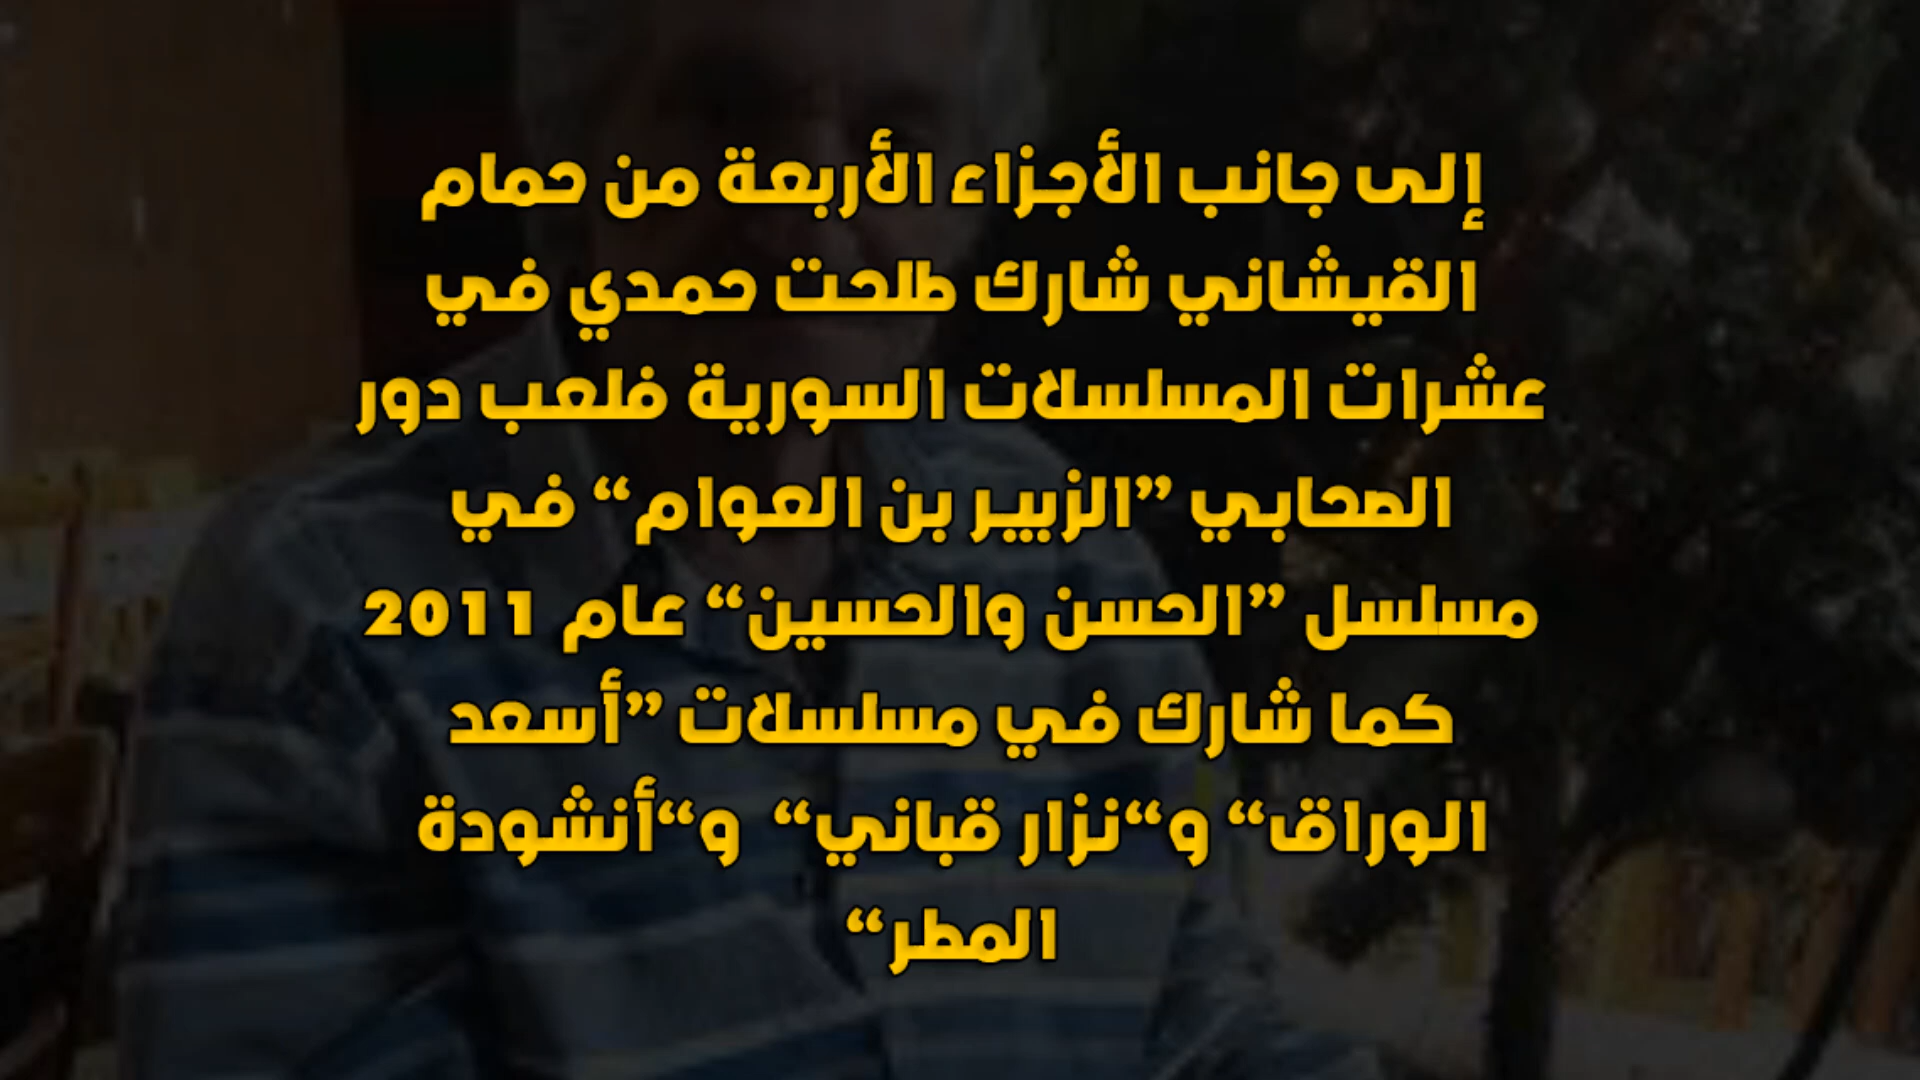 إلى جانب الأجزاء الأربعة من حمام
القيشاني شارك طلحت حمدي في
عشرات المسلسلات السورية فلعب دور
الصحابي ”الزبير بن العوام“ في
مسلسل ”الحسن والحسين“ عام 2011
كما شارك في مسلسلات ”أسعد
الوراق“ و“نزار قباني“ و“أنشودة
المطر“